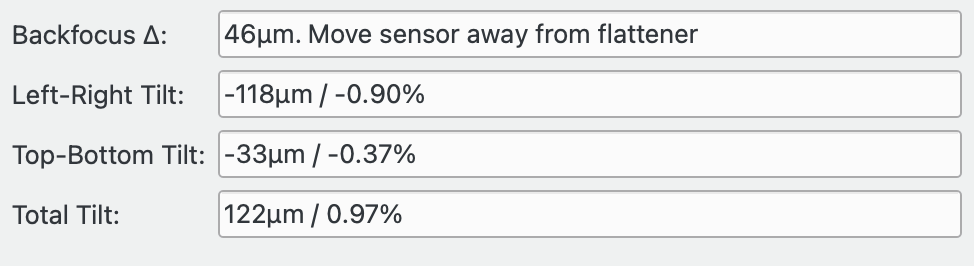 Backfocus Δ: 46μm. Move sensor away from flattener
Left-Right Tilt: -118μm / -0.90%
Top-Bottom Tilt: -33μm / -0.37%
Total Tilt: 122μm / 0.97%